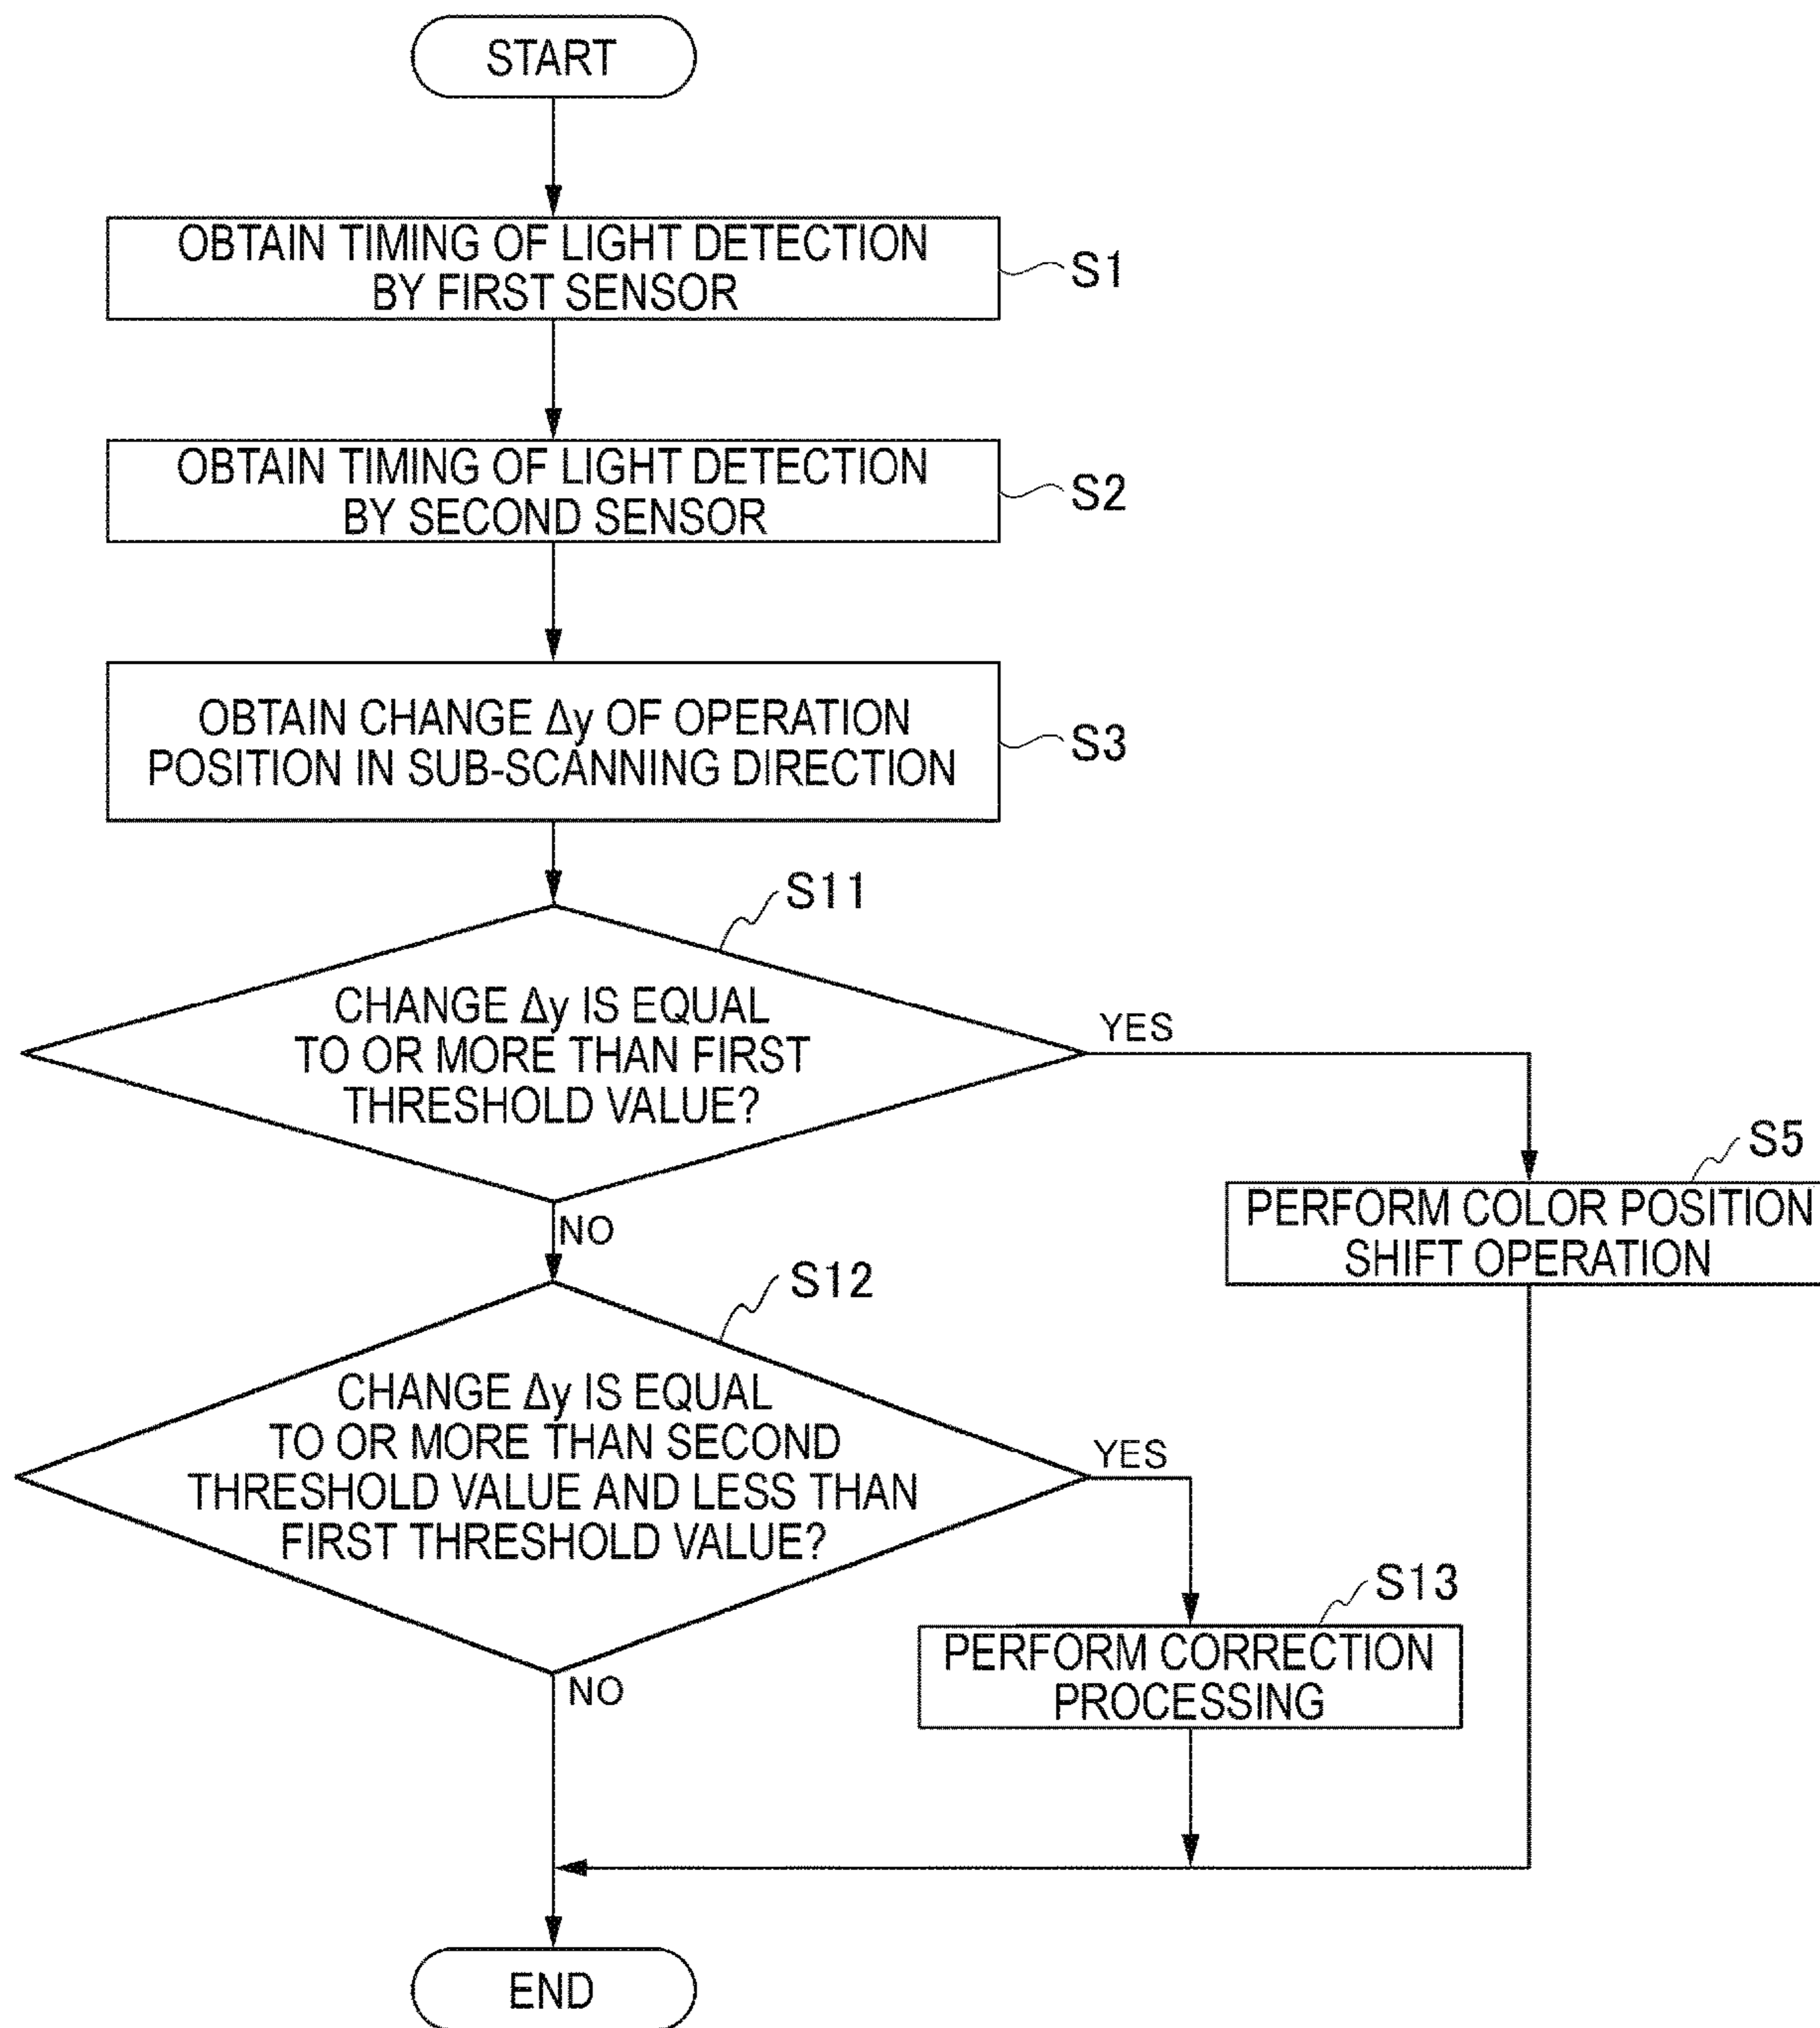 START
OBTAIN TIMING OF LIGHT DETECTION
BY FIRST SENSOR
S1
OBTAIN TIMING OF LIGHT DETECTION
BY SECOND SENSOR
S2
OBTAIN CHANGE Δy OF OPERATION
POSITION IN SUB-SCANNING DIRECTION
S3
S11
CHANGE Δy IS EQUAL
TO OR MORE THAN FIRST
THRESHOLD VALUE?
YES
NO
S5
PERFORM COLOR POSITION
SHIFT OPERATION
S12
CHANGE Δy IS EQUAL
TO OR MORE THAN SECOND
THRESHOLD VALUE AND LESS THAN
FIRST THRESHOLD VALUE?
YES
NO
S13
PERFORM CORRECTION
PROCESSING
END